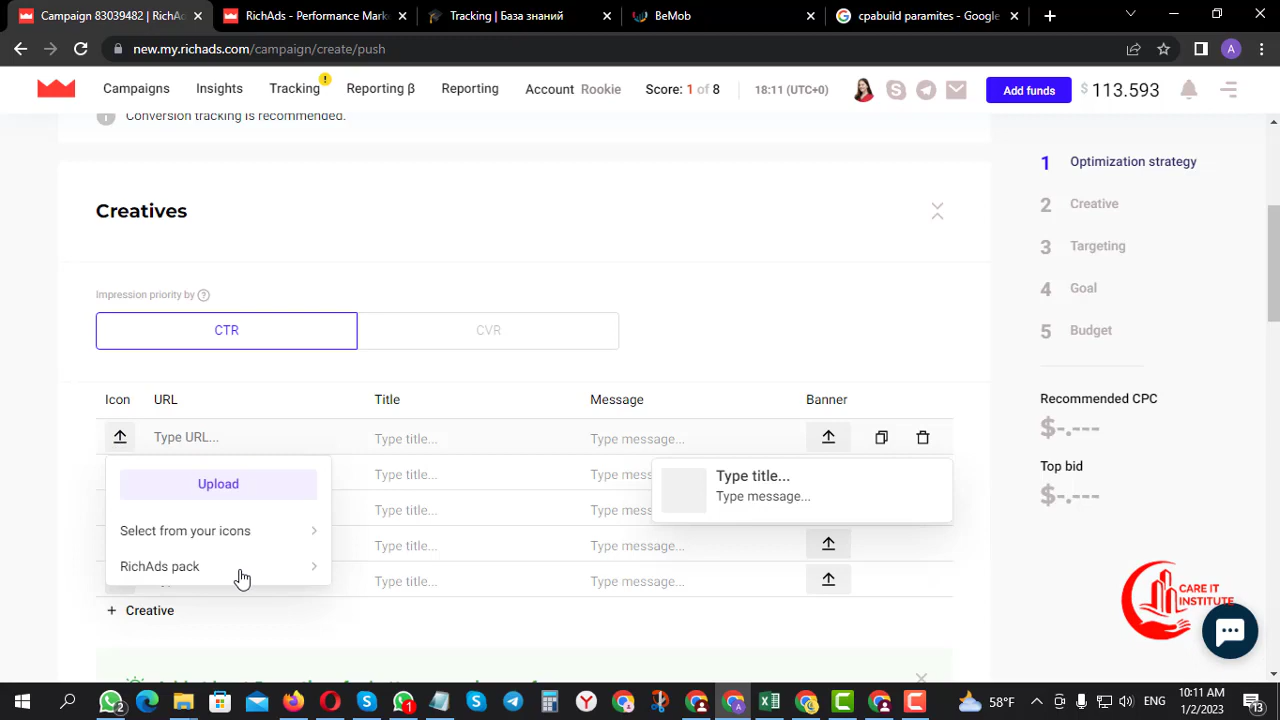 Campaign 83039482 | RichAds
RichAds - Performance Mark
Tracking | База знаний
BeMob
cpabuild paramites - Google
new.my.richads.com/campaign/create/push
A
Campaigns
Insights
Tracking
!
Reporting β
Reporting
Account Rookie
Score: 1 of 8
18:11 (UTC+0)
Add funds
$ 113.593
Conversion tracking is recommended.
Creatives
Impression priority by ?
CTR
CVR
Icon
URL
Title
Message
Banner
Type URL...
Type title...
Type message...
Upload
Type title...
Type title...
Type message...
Select from your icons
Type title...
Type title...
Type message...
RichAds pack
Type title...
Type message...
+ Creative
1 Optimization strategy
2 Creative
3 Targeting
4 Goal
5 Budget
Recommended CPC
$-.---
Top bid
$-.---
CARE IT
INSTITUTE
58°F
ENG
10:11 AM
1/2/2023
13